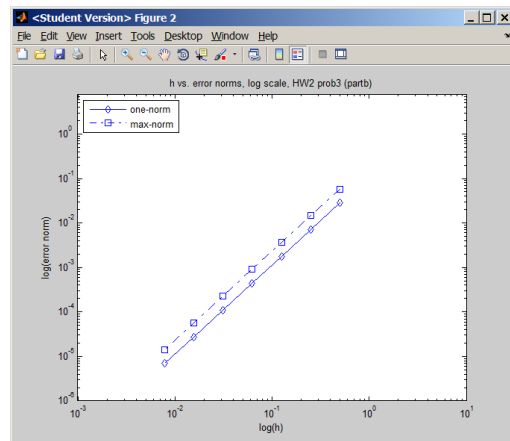 <Student Version> Figure 2
File Edit View Insert Tools Desktop Window Help
h vs. error norms, log scale, HW2 prob3 (partb)
one-norm
max-norm
10^0
10^-1
10^-2
10^-3
10^-4
10^-5
10^-6
log(error norm)
10^-3 10^-2 10^-1 10^0 10^1
log(h)